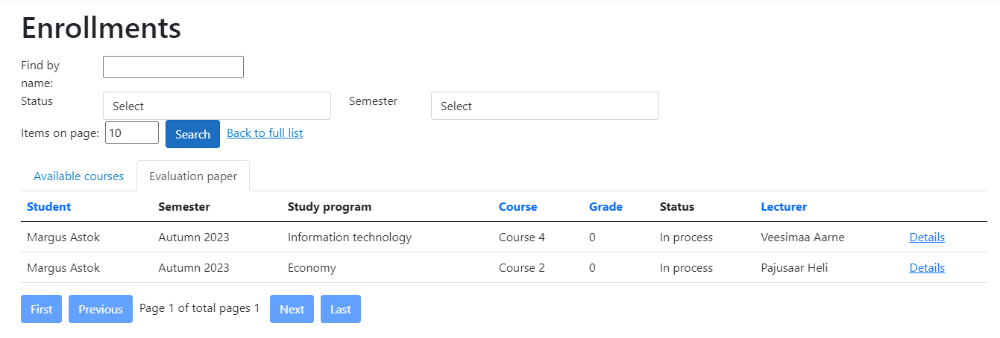 Enrollments
Find by
name:
Status Select Semester Select
Items on page: 10 Search Back to full list
Available courses Evaluation paper
Student Semester Study program Course Grade Status Lecturer
Margus Astok Autumn 2023 Information technology Course 4 0 In process Veesimaa Aarne Details
Margus Astok Autumn 2023 Economy Course 2 0 In process Pajusaar Heli Details
First Previous Page 1 of total pages 1 Next Last